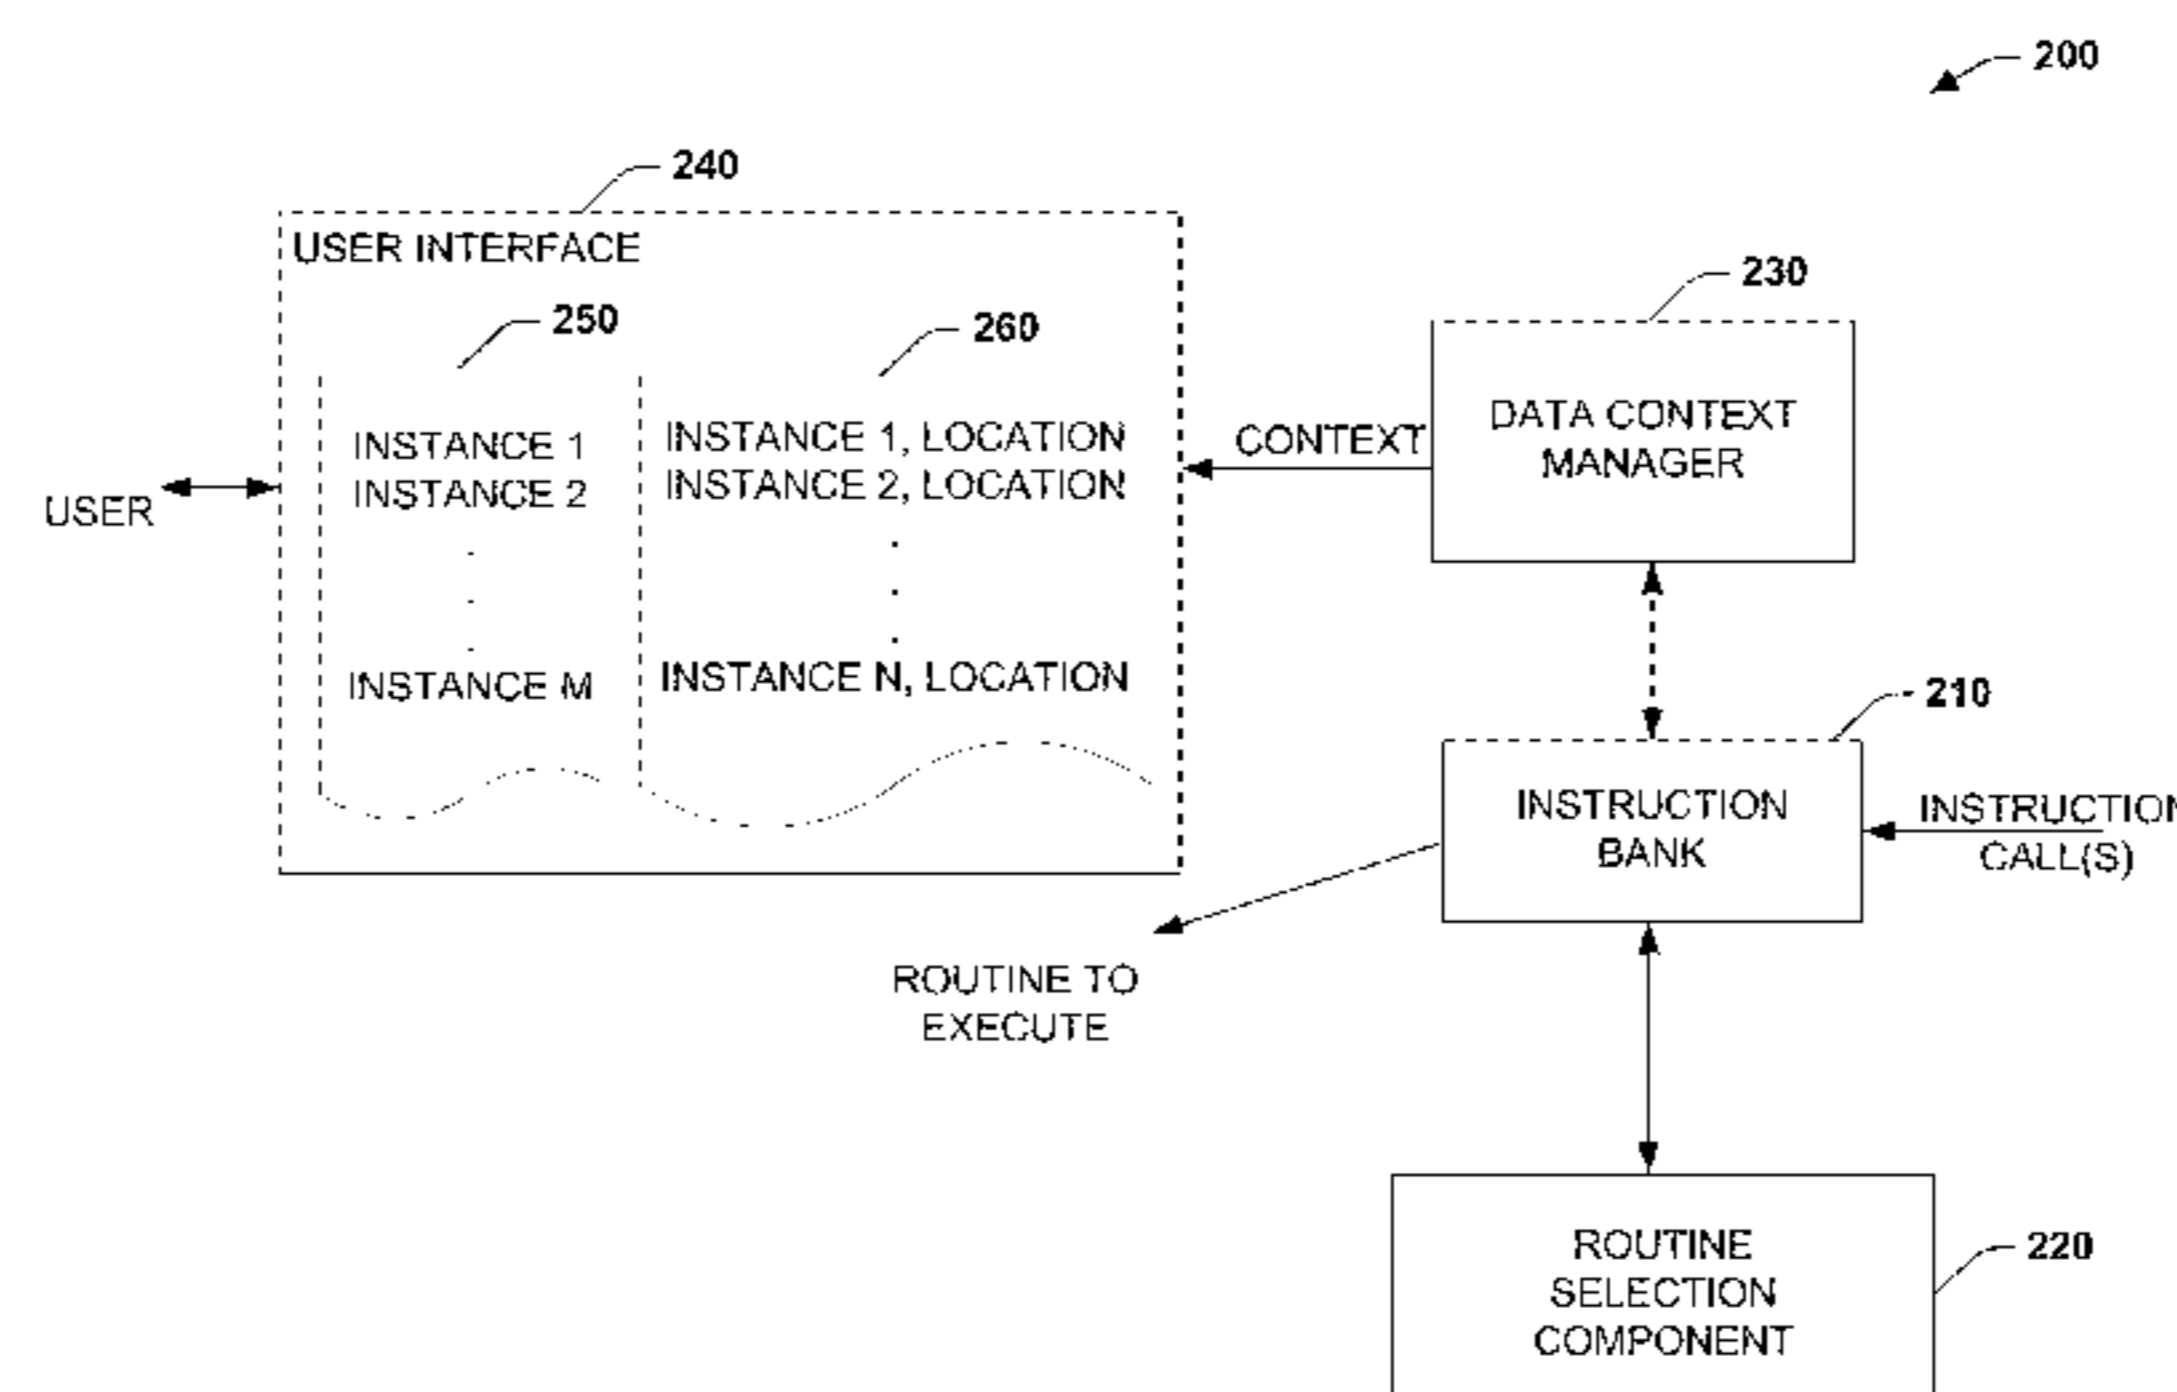 200
240
USER INTERFACE
230
250
260
DATA CONTEXT
MANAGER
CONTEXT
INSTANCE 1
INSTANCE 2
INSTANCE M
INSTANCE 1, LOCATION
INSTANCE 2, LOCATION
INSTANCE N, LOCATION
USER
210
INSTRUCTION
BANK
INSTRUCTION
CALL(S)
ROUTINE TO
EXECUTE
ROUTINE
SELECTION
COMPONENT
220